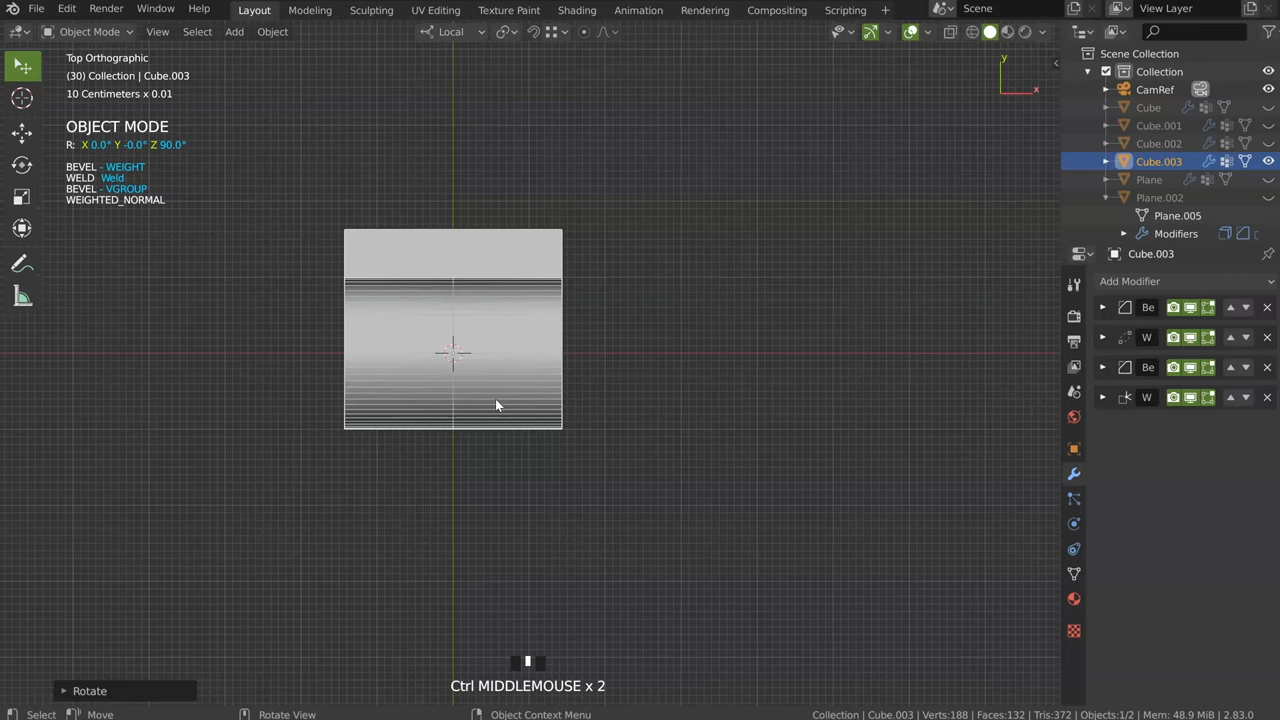 File Edit Render Window Help Layout Modeling Sculpting UV Editing Texture Paint Shading Animation Rendering Compositing Scripting + Scene View Layer
Object Mode View Select Add Object Local
Top Orthographic
(30) Collection | Cube.003
10 Centimeters x 0.01
OBJECT MODE
R: X 0.0° Y -0.0° Z 90.0°
BEVEL - WEIGHT
WELD Weld
BEVEL - VGROUP
WEIGHTED_NORMAL
y
x
Scene Collection
Collection
CamRef
Cube
Cube.001
Cube.002
Cube.003
Plane
Plane.002
Plane.005
Modifiers
Cube.003
Add Modifier
Be
W
Be
W
Ctrl MIDDLEMOUSE x 2
Rotate
Select Move Rotate View Object Context Menu Collection | Cube.003 | Verts:188 | Faces:132 | Tris:372 | Objects:1/2 | Mem: 48.9 MiB | 2.83.0